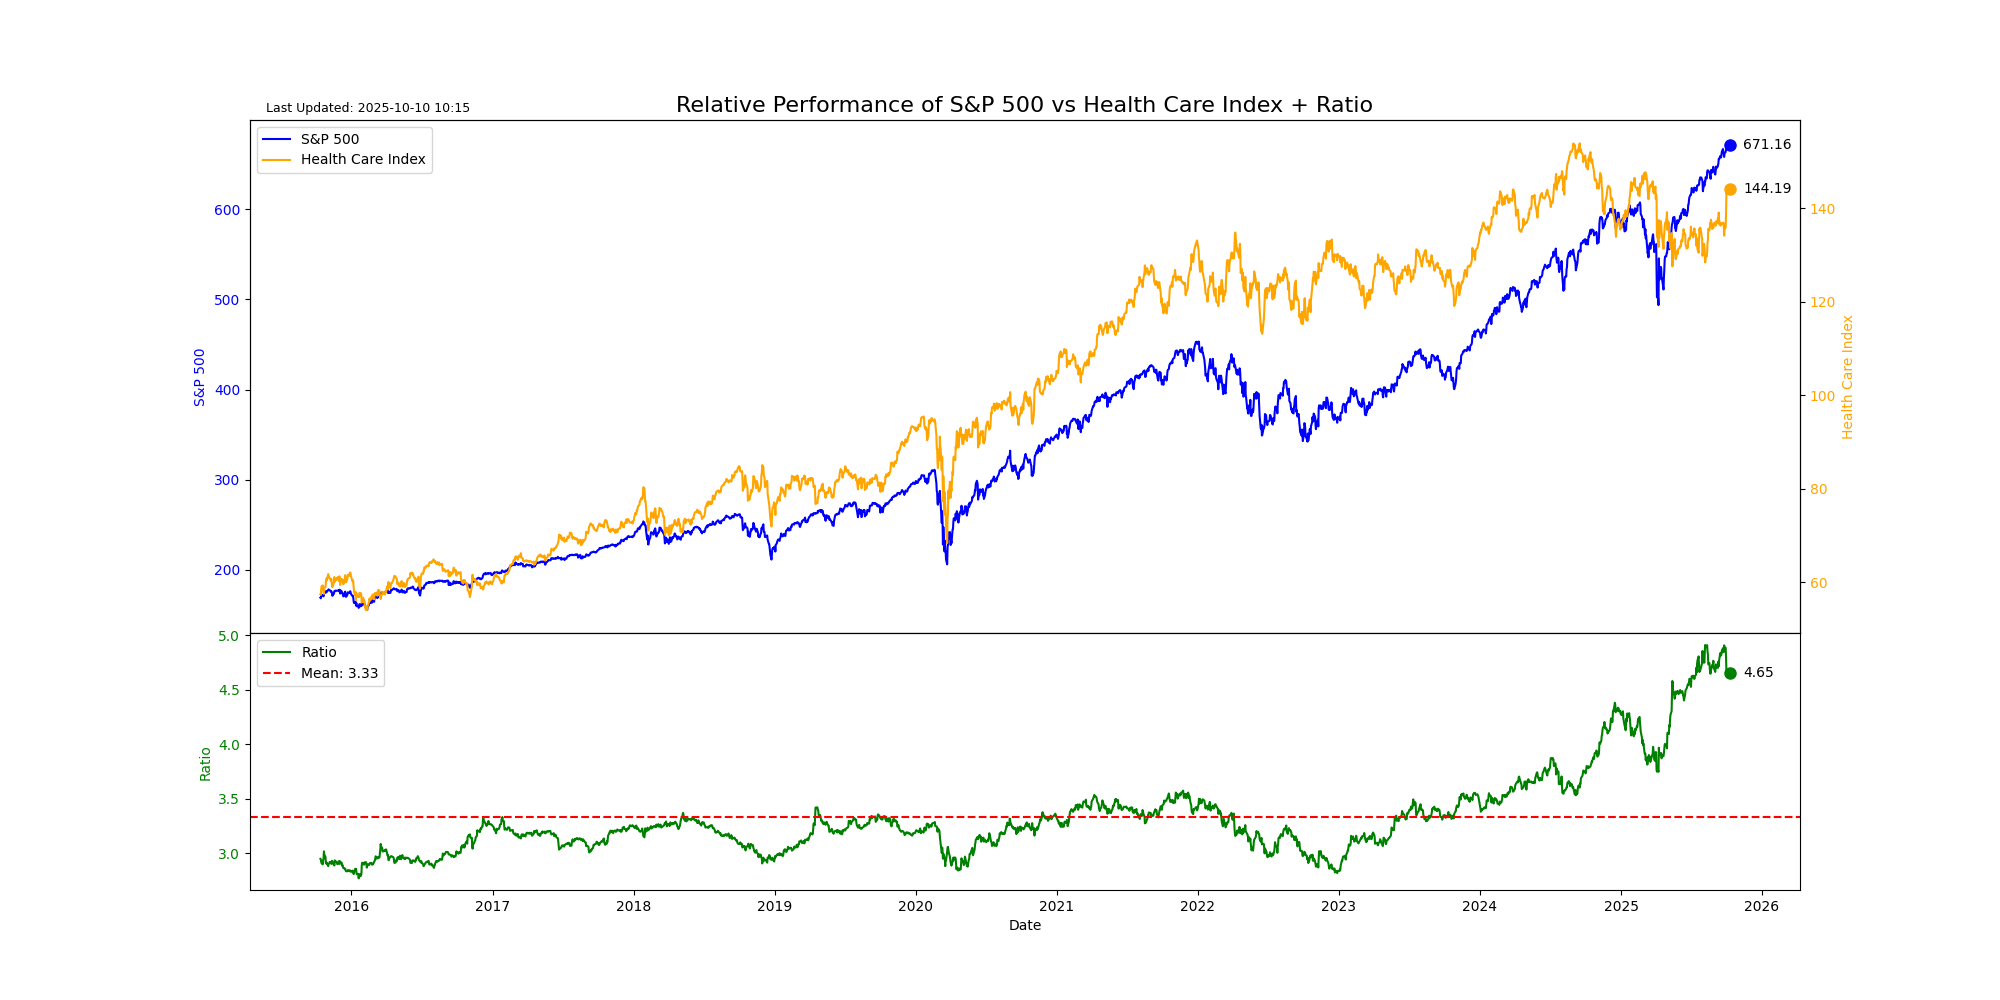 Last Updated: 2025-10-10 10:15
Relative Performance of S&P 500 vs Health Care Index + Ratio
S&P 500
Health Care Index
671.16
144.19
600
500
400
300
200
S&P 500
140
120
100
80
60
Health Care Index
Ratio
Mean: 3.33
4.65
5.0
4.5
4.0
3.5
3.0
Ratio
2016 2017 2018 2019 2020 2021 2022 2023 2024 2025 2026
Date